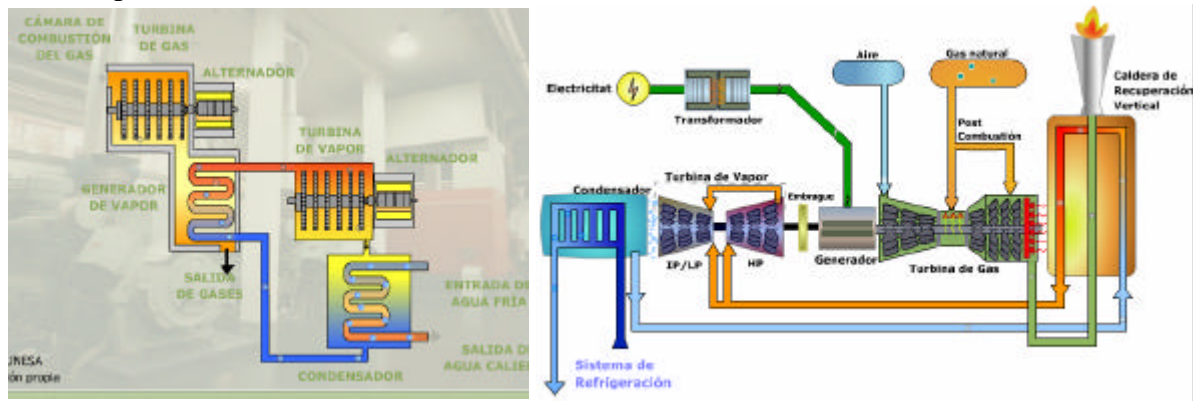 CÁMARA DE
COMBUSTIÓN
DEL GAS
TURBINA
DE GAS
ALTERNADOR
TURBINA
DE VAPOR
ALTERNADOR
GENERADOR
DE VAPOR
SALIDA
DE GASES
ENTRADA DE
AGUA FRÍA
SALIDA DE
AGUA CALIE
CONDENSADOR
UNESA
ón propia
Aire
Gas natural
Caldera de
Recuperación
Vertical
Electricitat
Transformador
Post
Combustión
Condensador
Turbina de Vapor
Embrague
IP/LP
HP
Generador
Turbina de Gas
Sistema de
Refrigeración